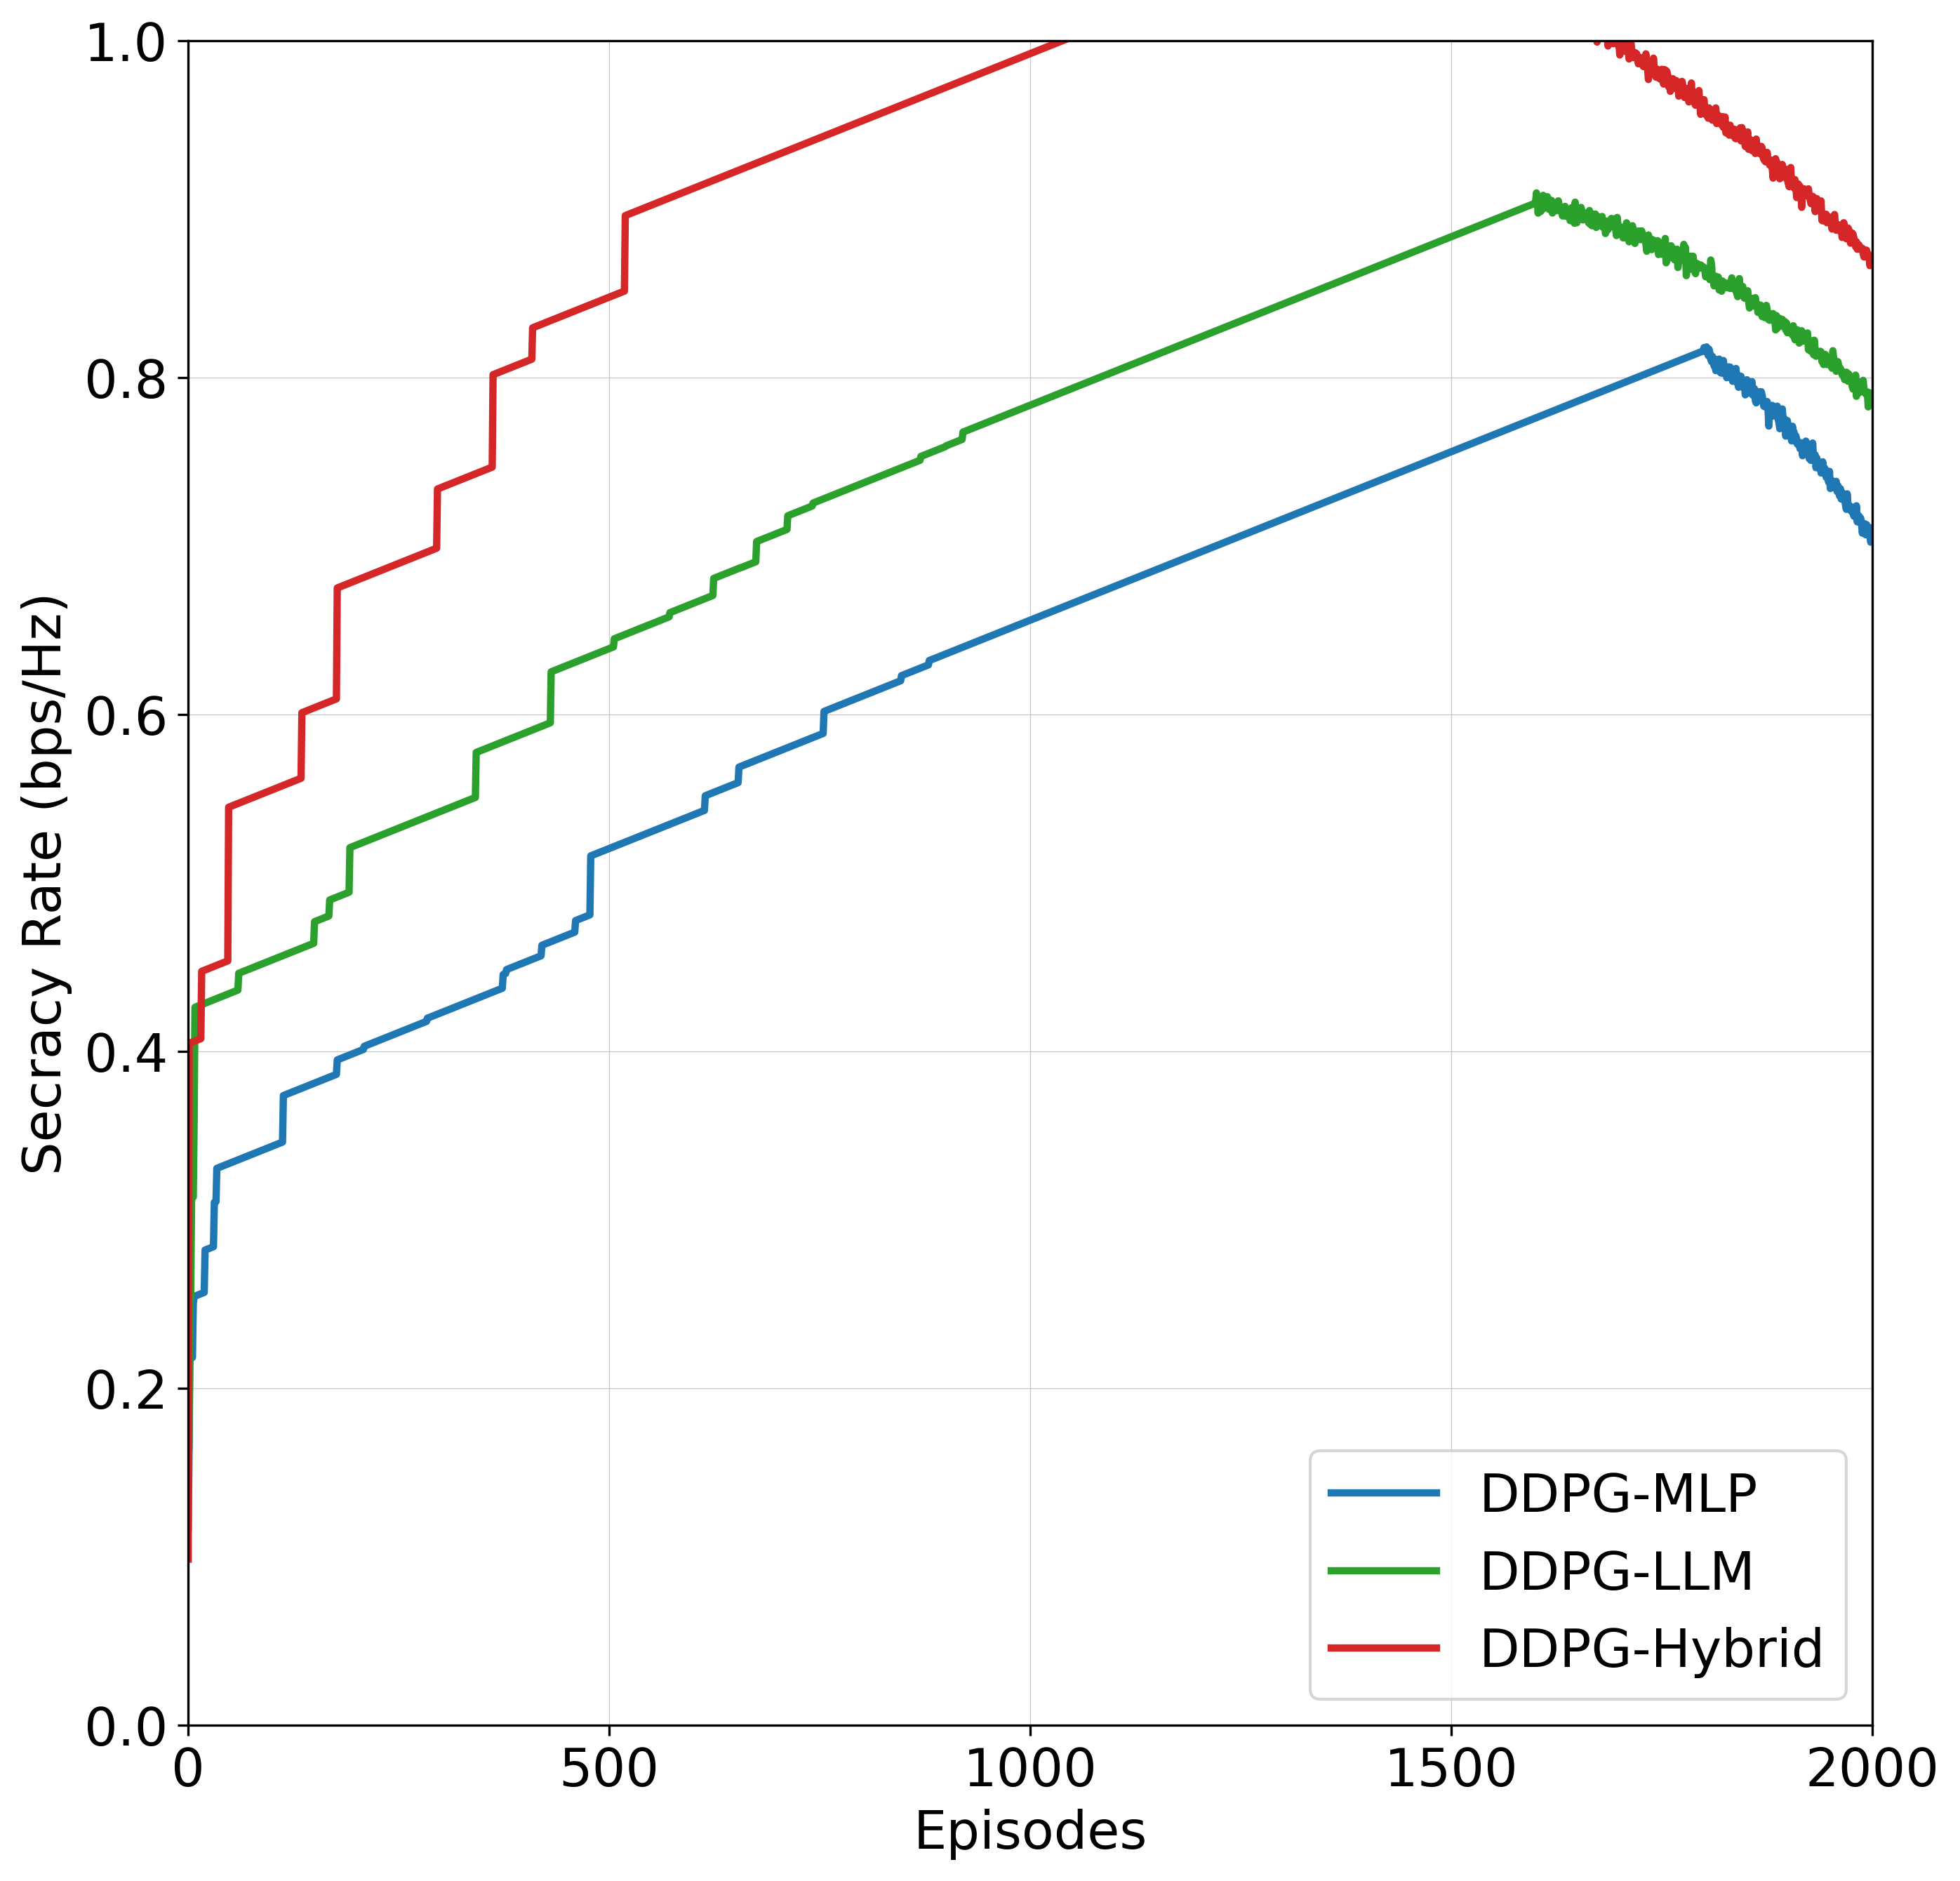 1.0
0.8
0.6
0.4
0.2
0.0
Secrecy Rate (bps/Hz)
DDPG-MLP
DDPG-LLM
DDPG-Hybrid
0 500 1000 1500 2000
Episodes